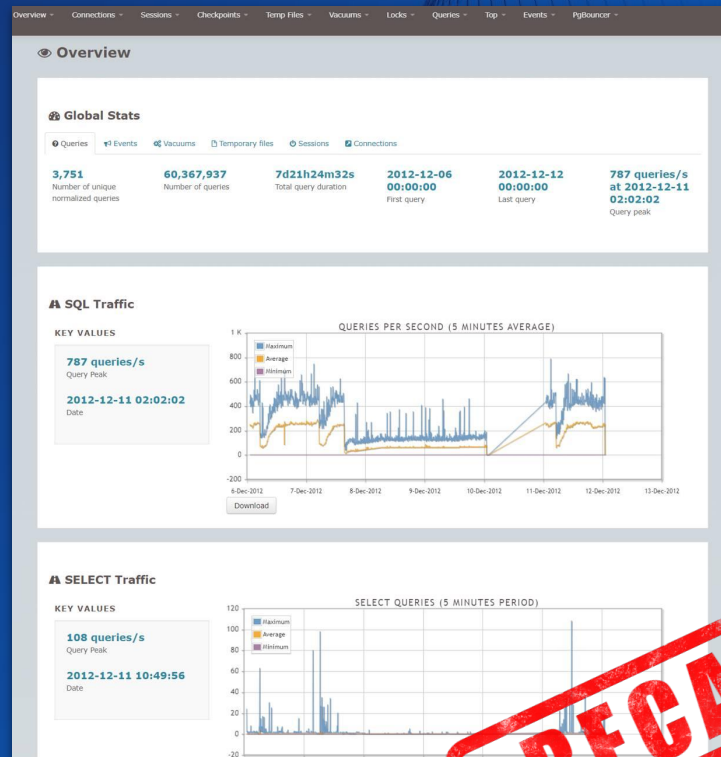 Overview
Connections
Sessions
Checkpoints
Temp Files
Vacuums
Locks
Queries
Top
Events
PgBouncer
Overview
Global Stats
Queries
Events
Vacuums
Temporary files
Sessions
Connections
3,751
Number of unique
normalized queries
60,367,937
Number of queries
7d21h24m32s
Total query duration
2012-12-06
00:00:00
First query
2012-12-12
00:00:00
Last query
787 queries/s
at 2012-12-11
02:02:02
Query peak
SQL Traffic
KEY VALUES
787 queries/s
Query Peak
2012-12-11 02:02:02
Date
QUERIES PER SECOND (5 MINUTES AVERAGE)
1 K
800
600
400
200
0
-200
Maximum
Average
Minimum
6-Dec-2012
7-Dec-2012
8-Dec-2012
9-Dec-2012
10-Dec-2012
11-Dec-2012
12-Dec-2012
13-Dec-2012
Download
SELECT Traffic
KEY VALUES
108 queries/s
Query Peak
2012-12-11 10:49:56
Date
SELECT QUERIES (5 MINUTES PERIOD)
120
100
80
60
40
20
0
-20
Maximum
Average
Minimum